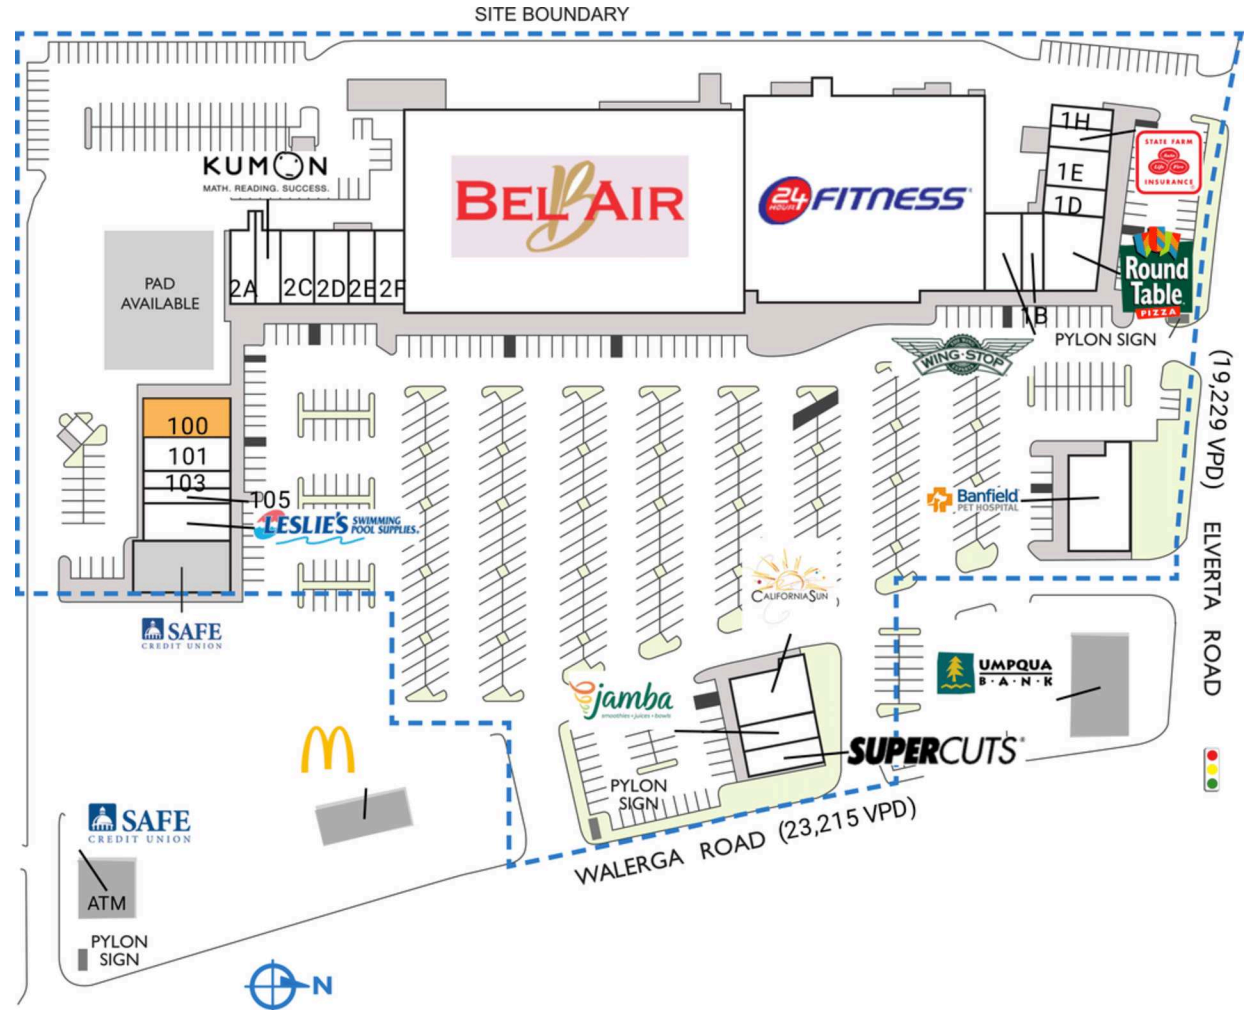 SITE BOUNDARY
KUMON
MATH. READING. SUCCESS.
BEL AIR
24
HOUR
FITNESS
1H
STATE FARM
Auto
Life
Fire
INSURANCE
1E
1D
Round
Table
PIZZA
PYLON SIGN
1B
WING·STOP
PAD
AVAILABLE
2A
2C
2D
2E
2F
(19,229 VPD)
ELVERTA ROAD
100
101
103
105
LESLIE'S
SWIMMING
POOL SUPPLIES.
Banfield
PET HOSPITAL
CALIFORNIA SUN
SAFE
CREDIT UNION
UMPQUA
B·A·N·K
jamba
smoothies • juices • bowls
SUPERCUTS
PYLON
SIGN
WALERGA ROAD (23,215 VPD)
SAFE
CREDIT UNION
ATM
PYLON
SIGN
N